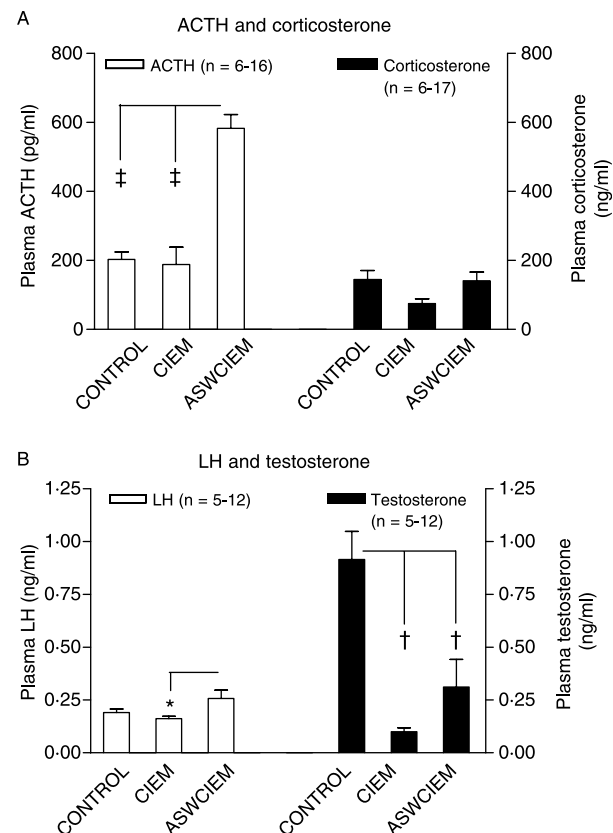 A
ACTH and corticosterone
800
600
400
200
0
Plasma ACTH (pg/ml)
ACTH (n = 6-16)
Corticosterone
(n = 6-17)
‡ ‡
800
600
400
200
0
Plasma corticosterone
(ng/ml)
CONTROL
CIEM
ASWCIEM
CONTROL
CIEM
ASWCIEM
B
LH and testosterone
1·25
1·00
0·75
0·50
0·25
0·00
Plasma LH (ng/ml)
LH (n = 5-12)
Testosterone
(n = 5-12)
*
† †
1·25
1·00
0·75
0·50
0·25
0·00
Plasma testosterone
(ng/ml)
CONTROL
CIEM
ASWCIEM
CONTROL
CIEM
ASWCIEM